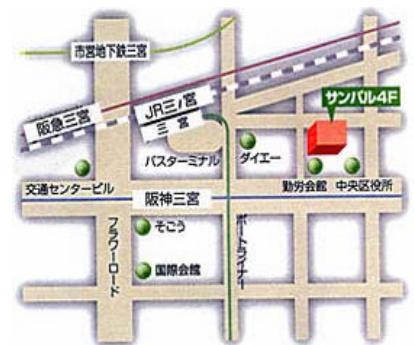 市営地下鉄三宮
サンパル4F
JR三ノ宮
三宮
阪急三宮
バスターミナル
ダイエー
交通センタービル
勤労会館
中央区役所
阪神三宮
フラワーロード
そごう
ポートライナー
国際会館